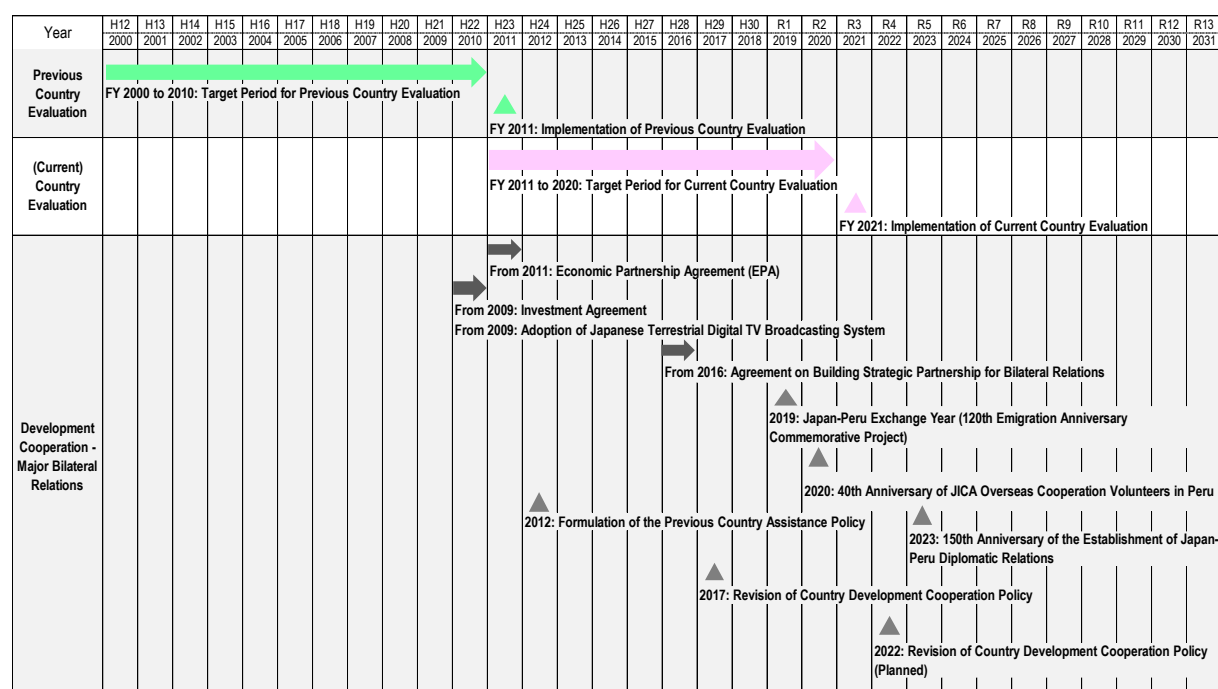 Year
H12 H13 H14 H15 H16 H17 H18 H19 H20 H21 H22 H23 H24 H25 H26 H27 H28 H29 H30 R1 R2 R3 R4 R5 R6 R7 R8 R9 R10 R11 R12 R13
2000 2001 2002 2003 2004 2005 2006 2007 2008 2009 2010 2011 2012 2013 2014 2015 2016 2017 2018 2019 2020 2021 2022 2023 2024 2025 2026 2027 2028 2029 2030 2031
Previous
Country
Evaluation
FY 2000 to 2010: Target Period for Previous Country Evaluation
FY 2011: Implementation of Previous Country Evaluation
(Current)
Country
Evaluation
FY 2011 to 2020: Target Period for Current Country Evaluation
FY 2021: Implementation of Current Country Evaluation
Development
Cooperation -
Major Bilateral
Relations
From 2011: Economic Partnership Agreement (EPA)
From 2009: Investment Agreement
From 2009: Adoption of Japanese Terrestrial Digital TV Broadcasting System
From 2016: Agreement on Building Strategic Partnership for Bilateral Relations
2019: Japan-Peru Exchange Year (120th Emigration Anniversary
Commemorative Project)
2020: 40th Anniversary of JICA Overseas Cooperation Volunteers in Peru
2012: Formulation of the Previous Country Assistance Policy
2023: 150th Anniversary of the Establishment of Japan-
Peru Diplomatic Relations
2017: Revision of Country Development Cooperation Policy
2022: Revision of Country Development Cooperation Policy
(Planned)